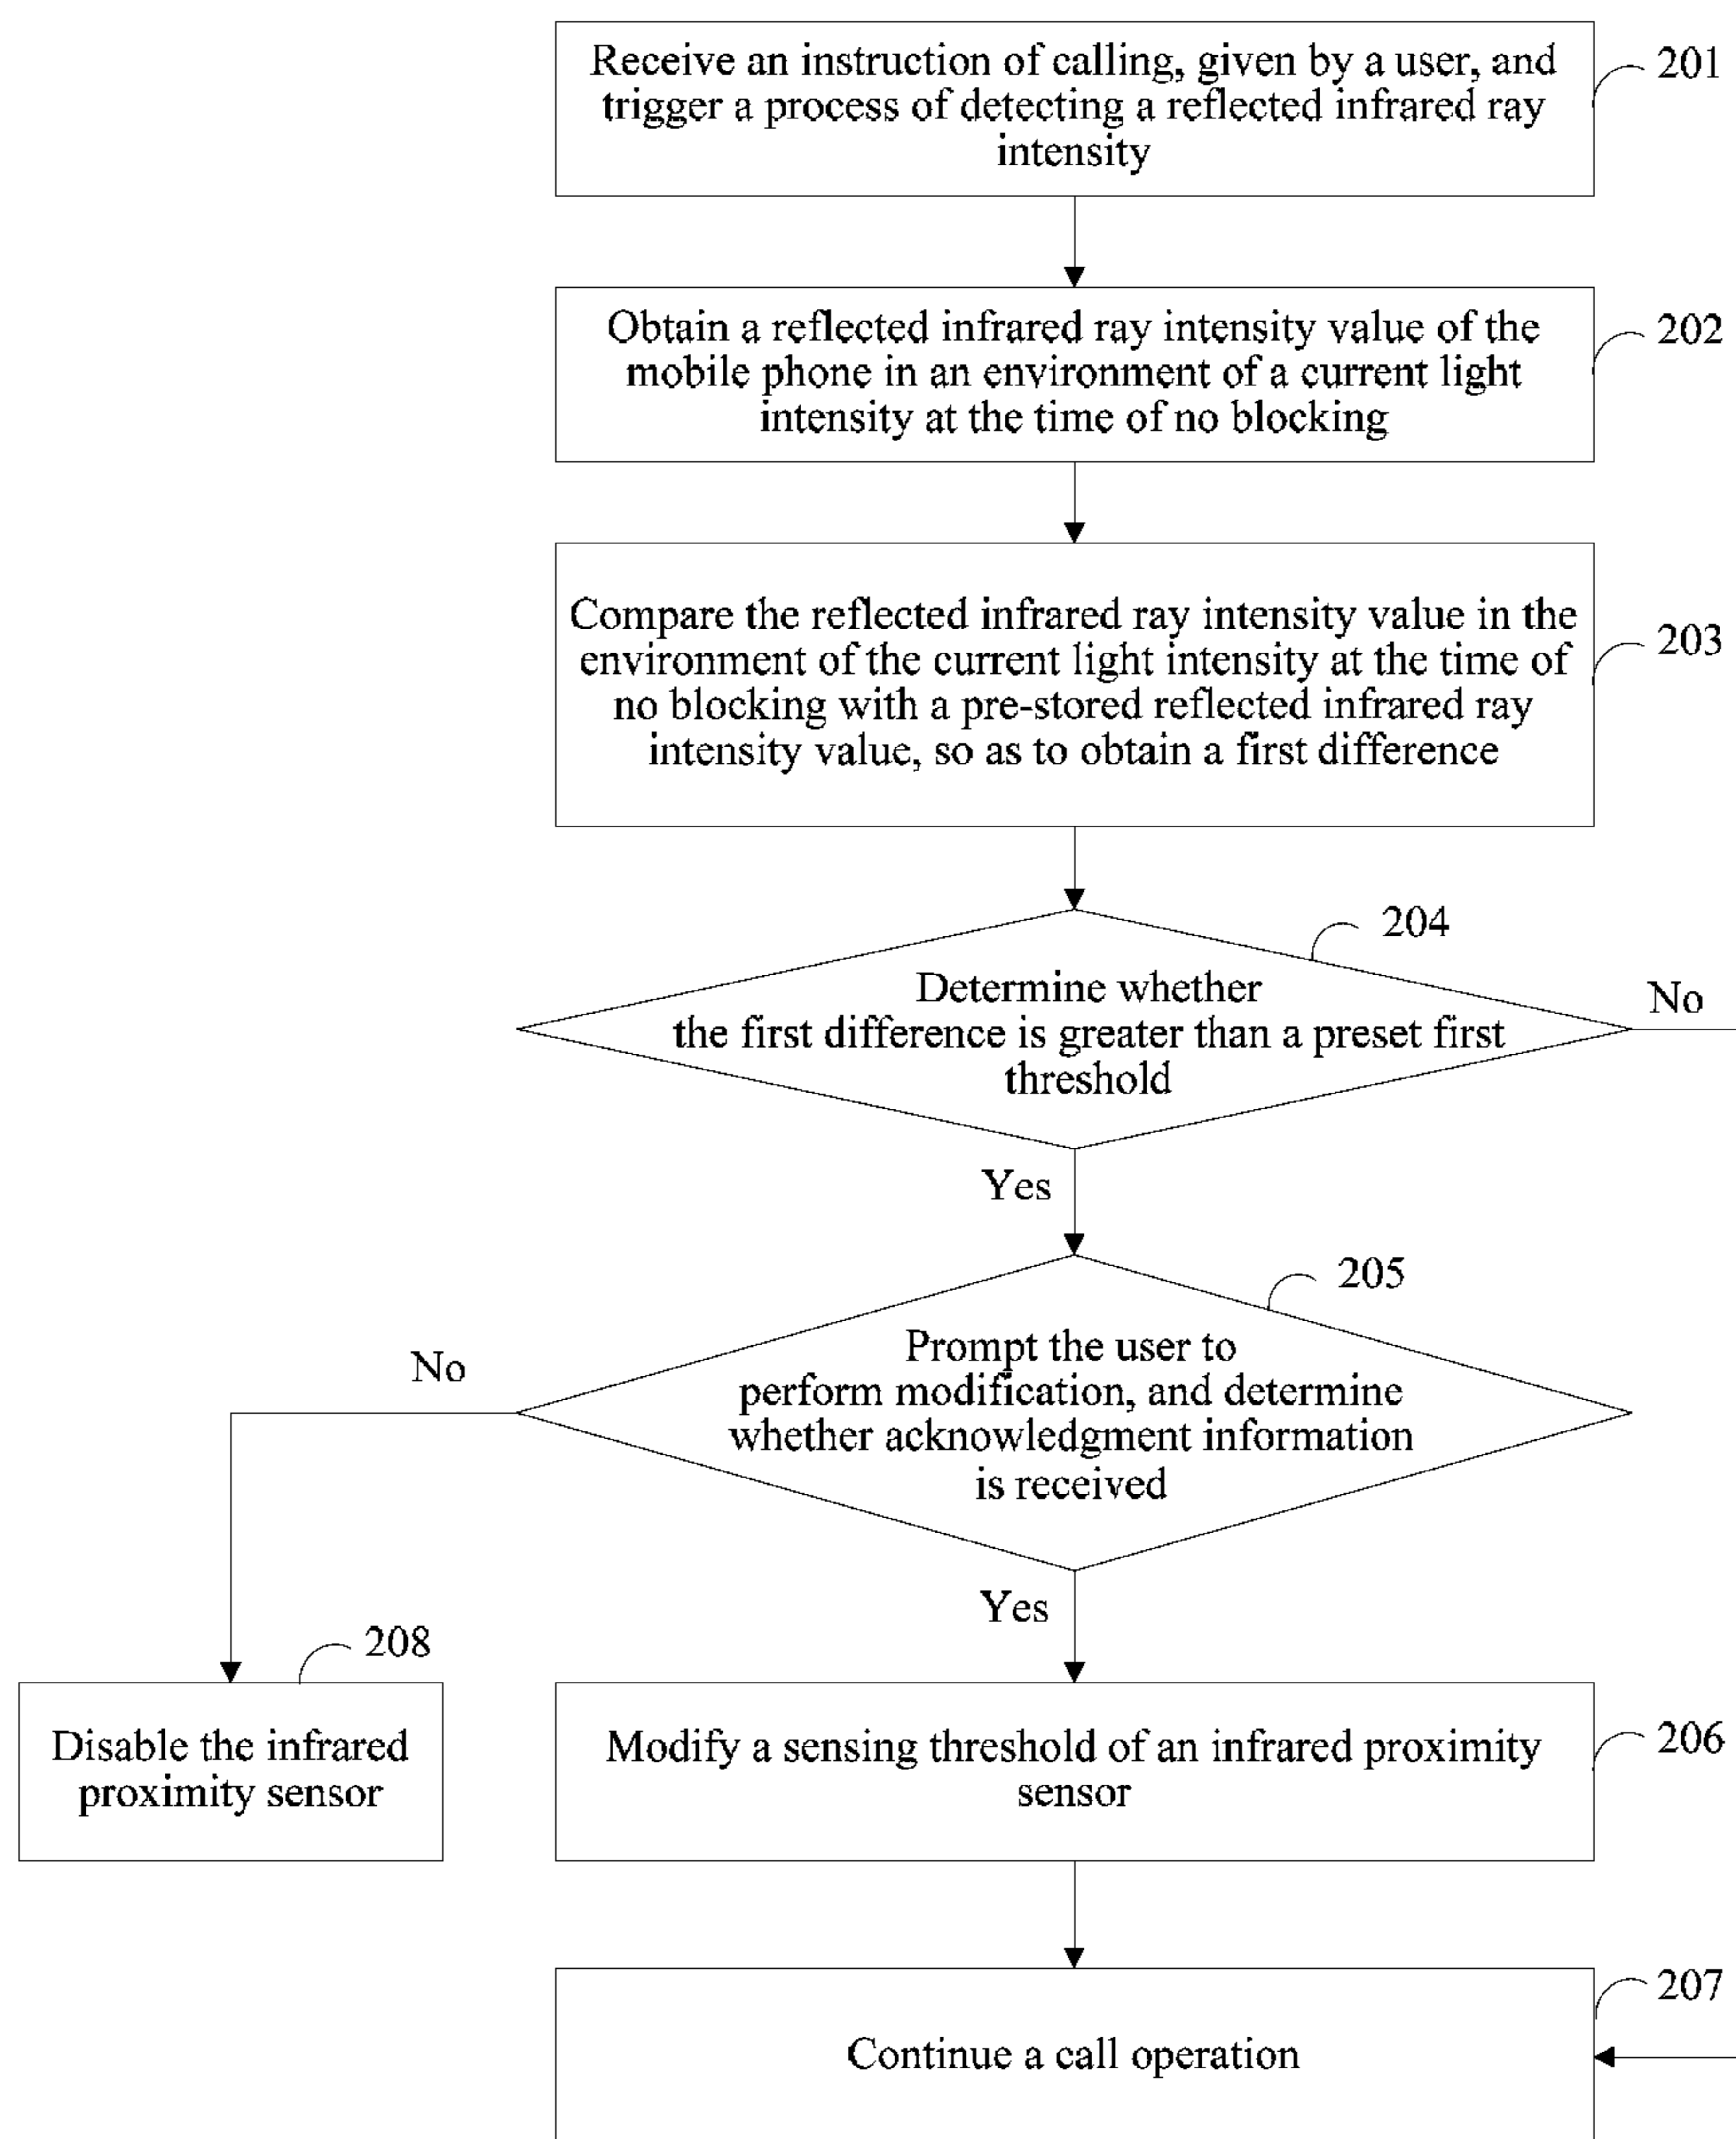 Receive an instruction of calling, given by a user, and
trigger a process of detecting a reflected infrared ray
intensity
201
Obtain a reflected infrared ray intensity value of the
mobile phone in an environment of a current light
intensity at the time of no blocking
202
Compare the reflected infrared ray intensity value in the
environment of the current light intensity at the time of
no blocking with a pre-stored reflected infrared ray
intensity value, so as to obtain a first difference
203
204
Determine whether
the first difference is greater than a preset first
threshold
No
Yes
205
Prompt the user to
perform modification, and determine
whether acknowledgment information
is received
No
Yes
208
Disable the infrared
proximity sensor
Modify a sensing threshold of an infrared proximity
sensor
206
207
Continue a call operation